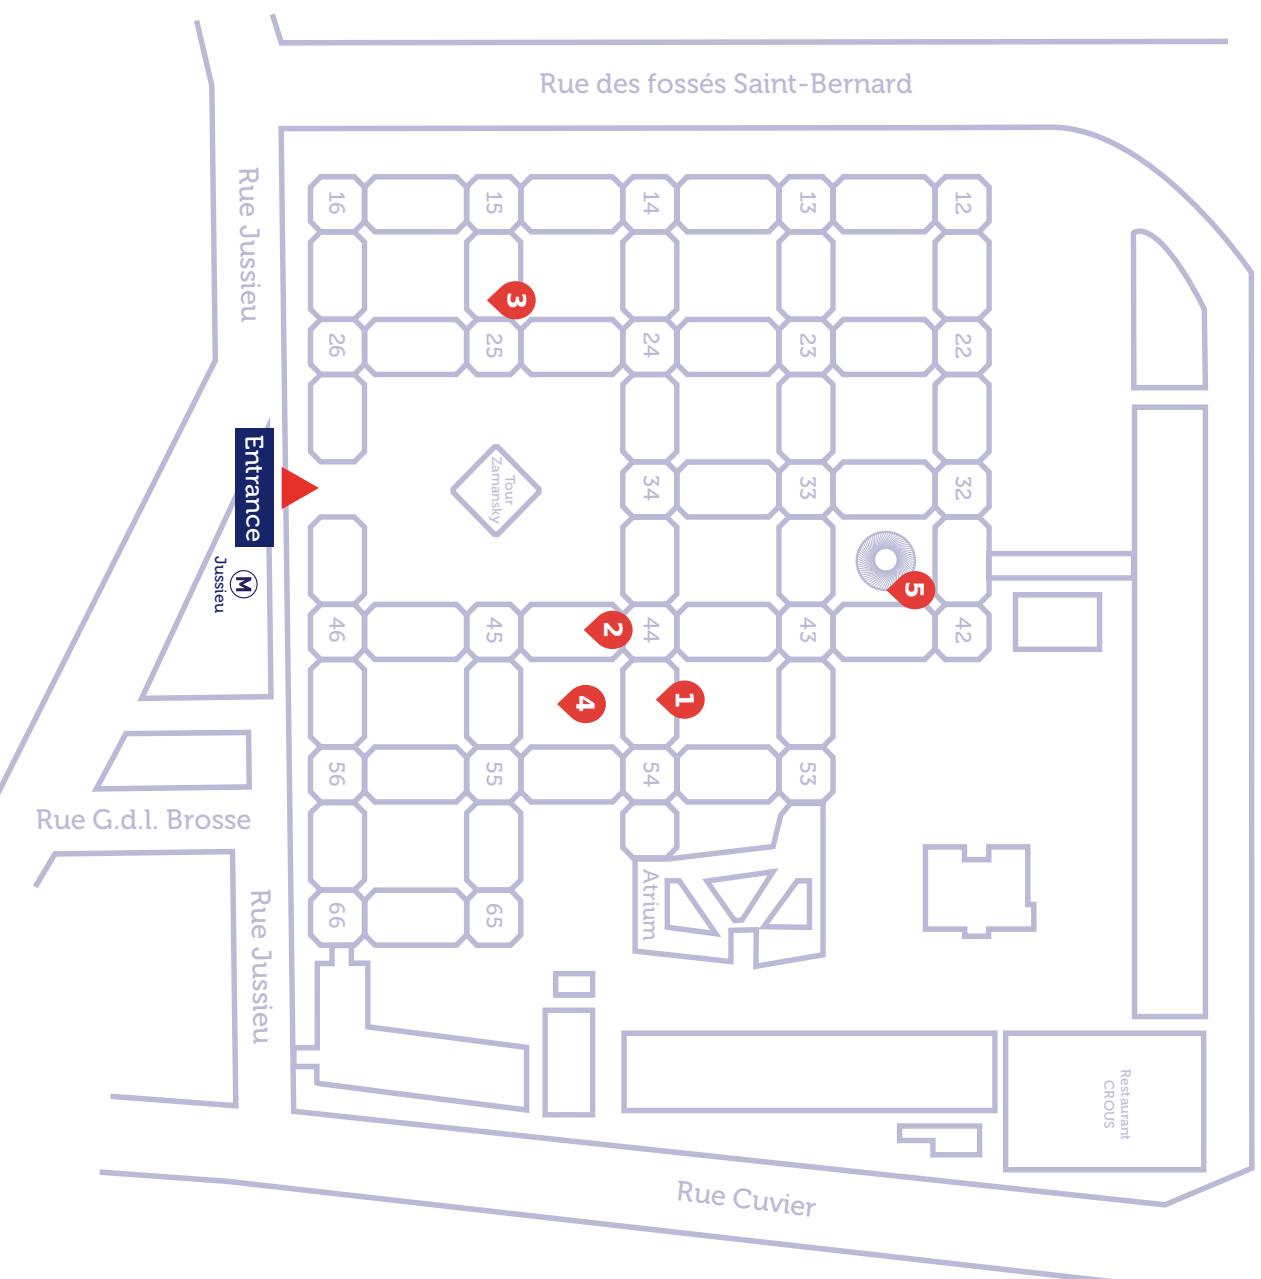 Rue des fossés Saint-Bernard
Rue Jussieu
16
15
14
13
12
3
26
25
24
23
22
Entrance
Tour
Zamansky
34
33
32
M
Jussieu
5
46
45
2
44
43
42
4
1
56
55
54
53
Rue G.d.l. Brosse
Rue Jussieu
66
65
Atrium
Restaurant
CROUS
Rue Cuvier